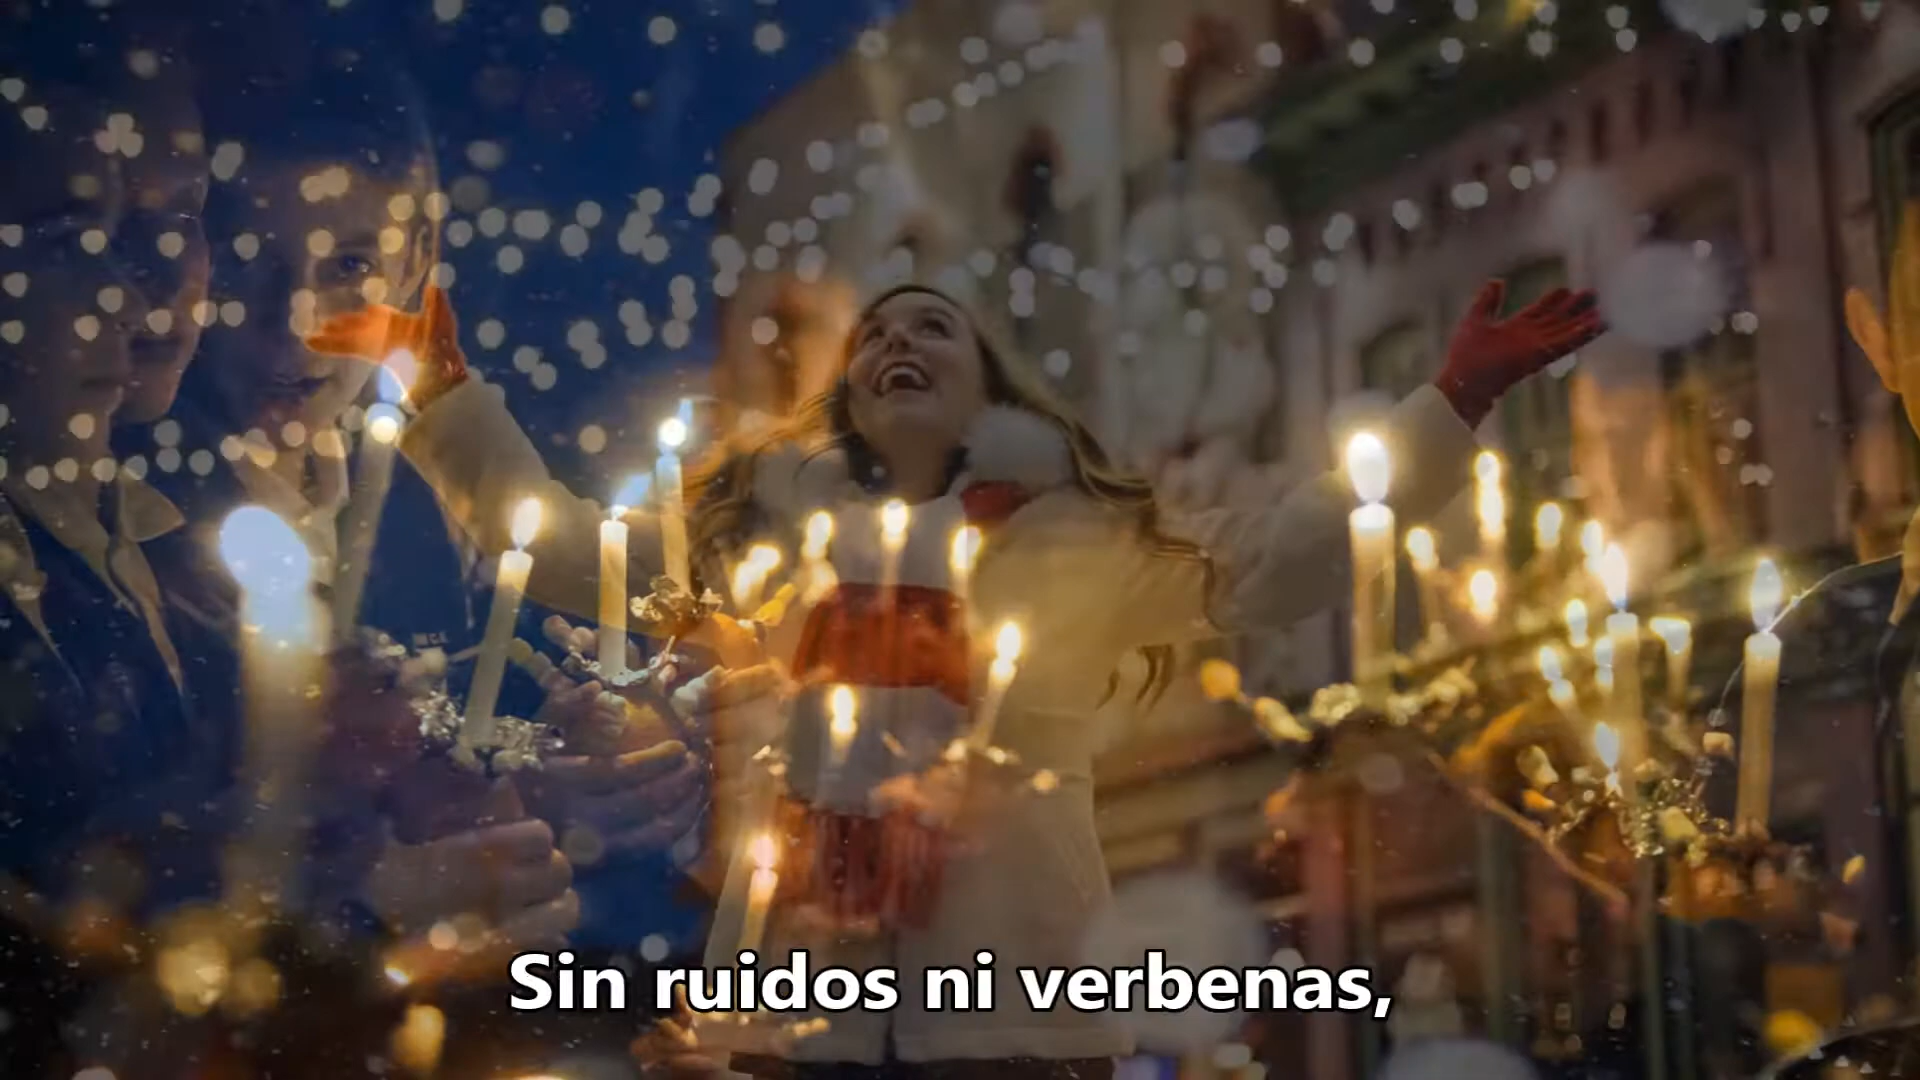 Sin ruidos ni verbenas,